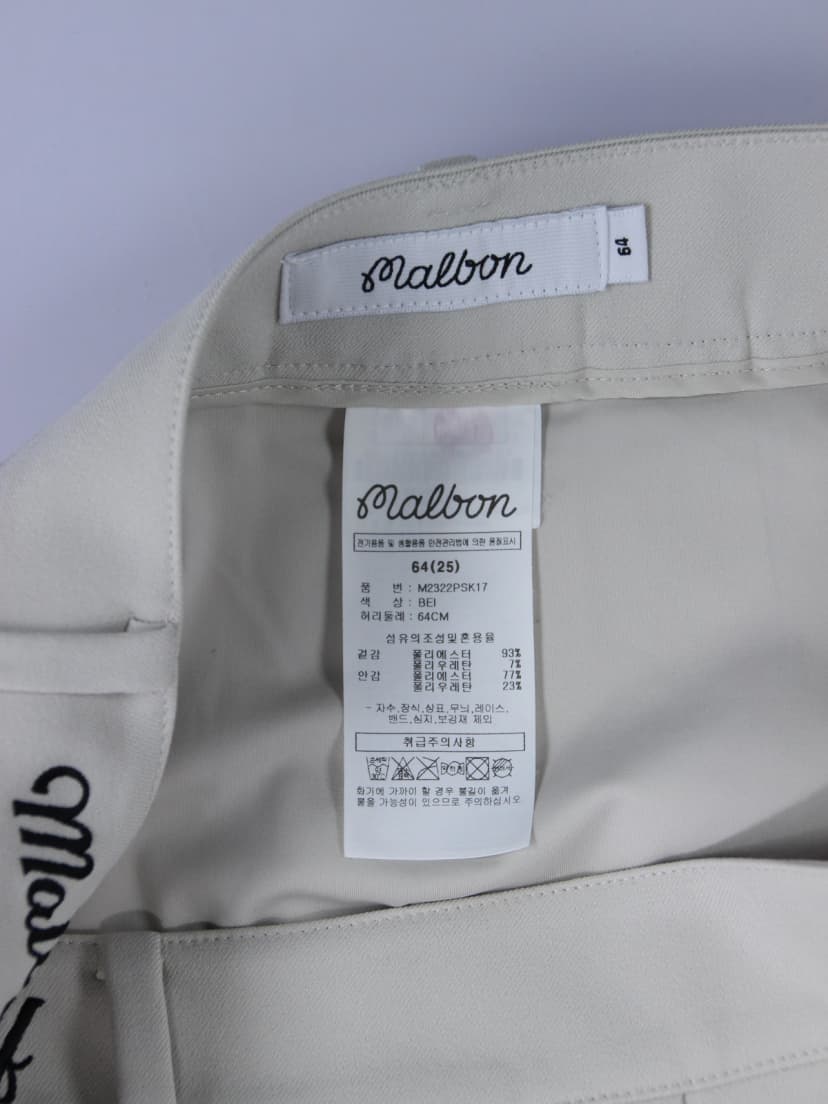 malbon
64
malbon
전기용품 및 생활용품 안전관리법에 의한 품질표시
64(25)
품 번 : M2322PSK17
색 상 : BEI
허리둘레 : 64CM
섬유의조성및혼용율
겉감 폴리에스터 93%
폴리우레탄 7%
안감 폴리에스터 77%
폴리우레탄 23%
- 자수,장식,상표,무늬,레이스,
밴드,심지,보강재 제외
취급주의사항
화기에 가까이 할 경우 불길이 옮겨
붙을 가능성이 있으므로 주의하십시오